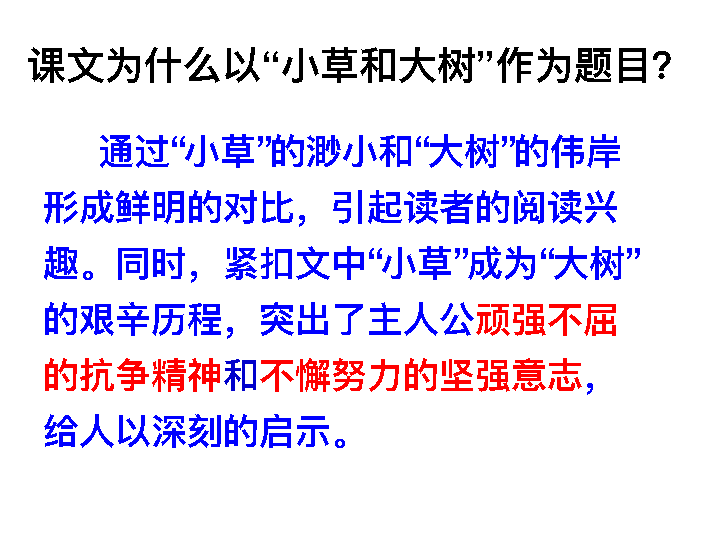 课文为什么以“小草和大树”作为题目?
通过“小草”的渺小和“大树”的伟岸
形成鲜明的对比，引起读者的阅读兴
趣。同时，紧扣文中“小草”成为“大树”
的艰辛历程，突出了主人公顽强不屈
的抗争精神和不懈努力的坚强意志，
给人以深刻的启示。